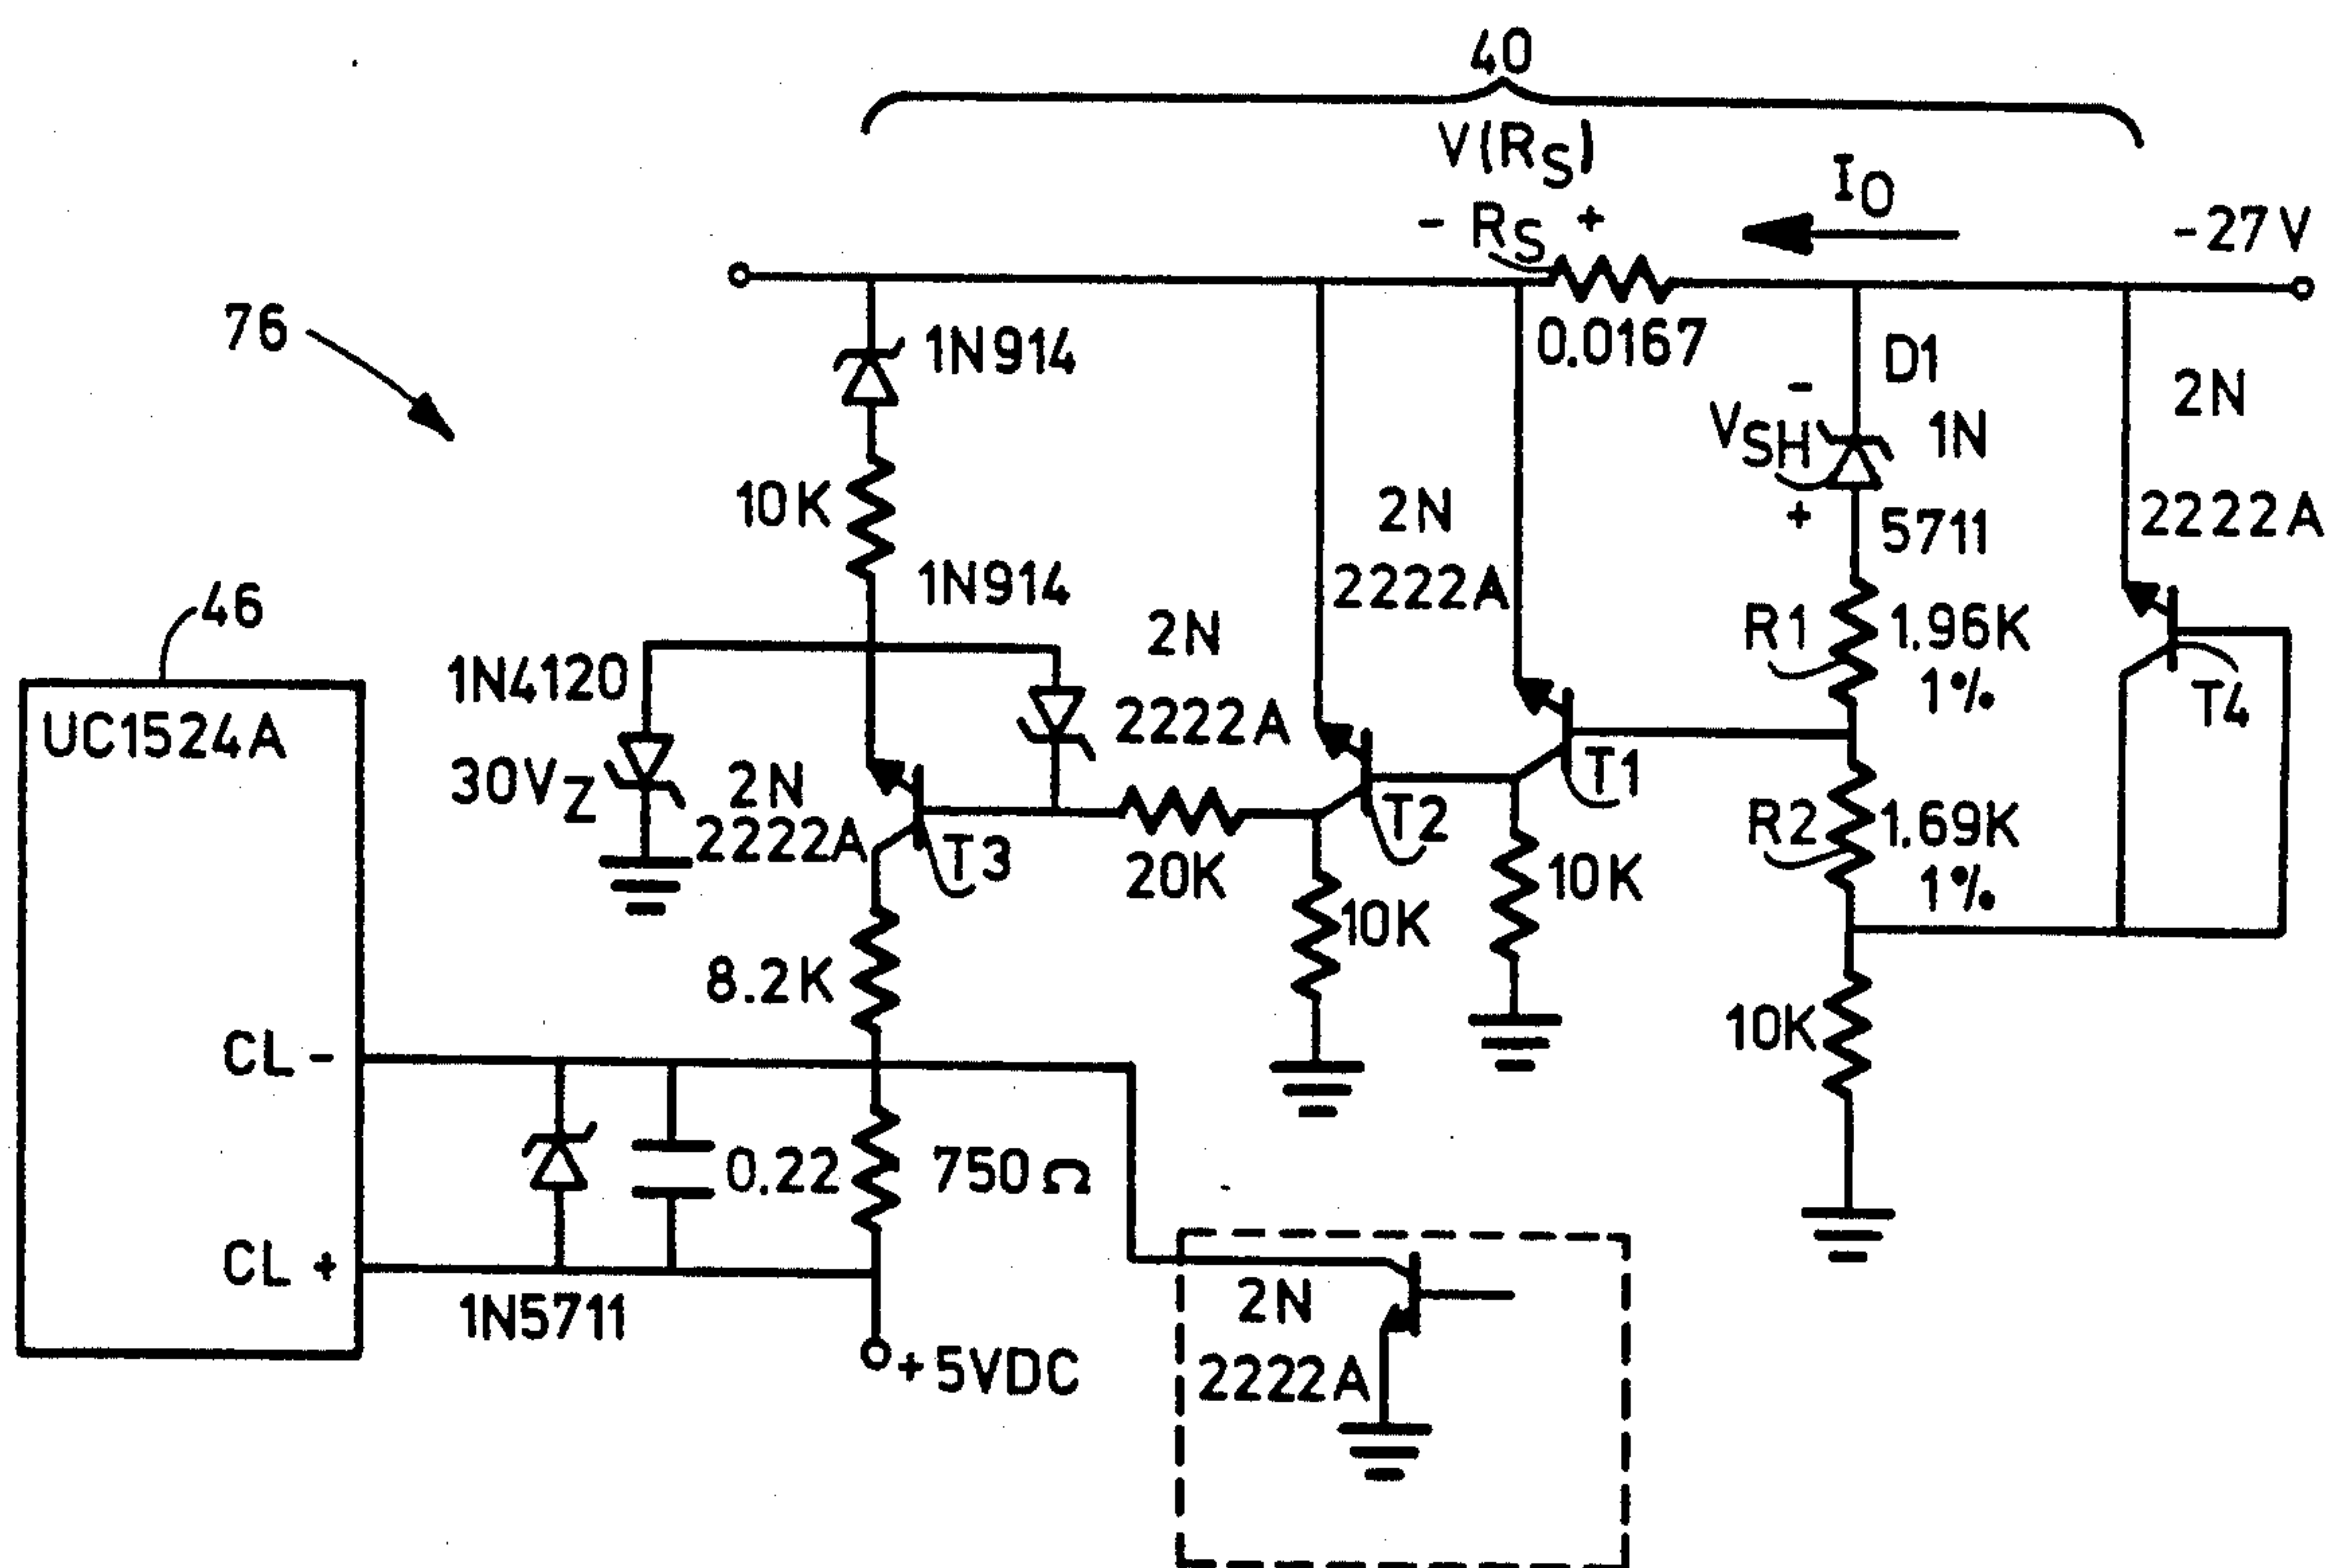 40
V(RS)
- RS +
IO
-27V
76
1N914
0.0167
D1
-
VSH
1N
5711
+
2N
2222A
10K
2N
2222A
46
1N914
1N4120
30VZ
2N
2222A
R1 1.96K
1%
T4
UC1524A
2N
2222A
T3
T2
T1
R2 1.69K
1%
20K
10K
10K
8.2K
10K
CL -
0.22
750Ω
CL +
1N5711
+5VDC
2N
2222A